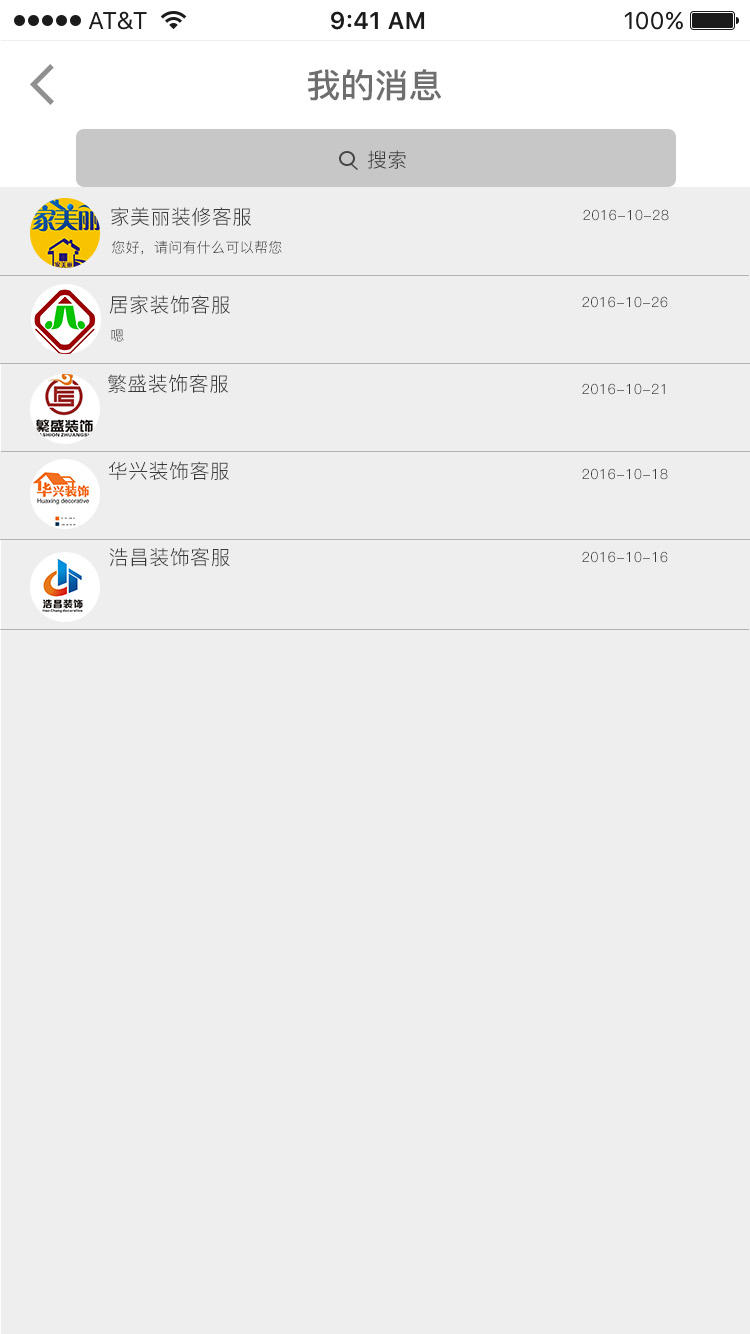 AT&T 9:41 AM 100%
我的消息
搜索
家美丽
家美丽
家美丽装修客服 2016-10-28
您好，请问有什么可以帮您
居家装饰客服 2016-10-26
嗯
繁盛装饰客服 2016-10-21
繁盛装饰
华兴装饰客服 2016-10-18
华兴装饰
Huaxing decorative
浩昌装饰客服 2016-10-16
浩昌装饰